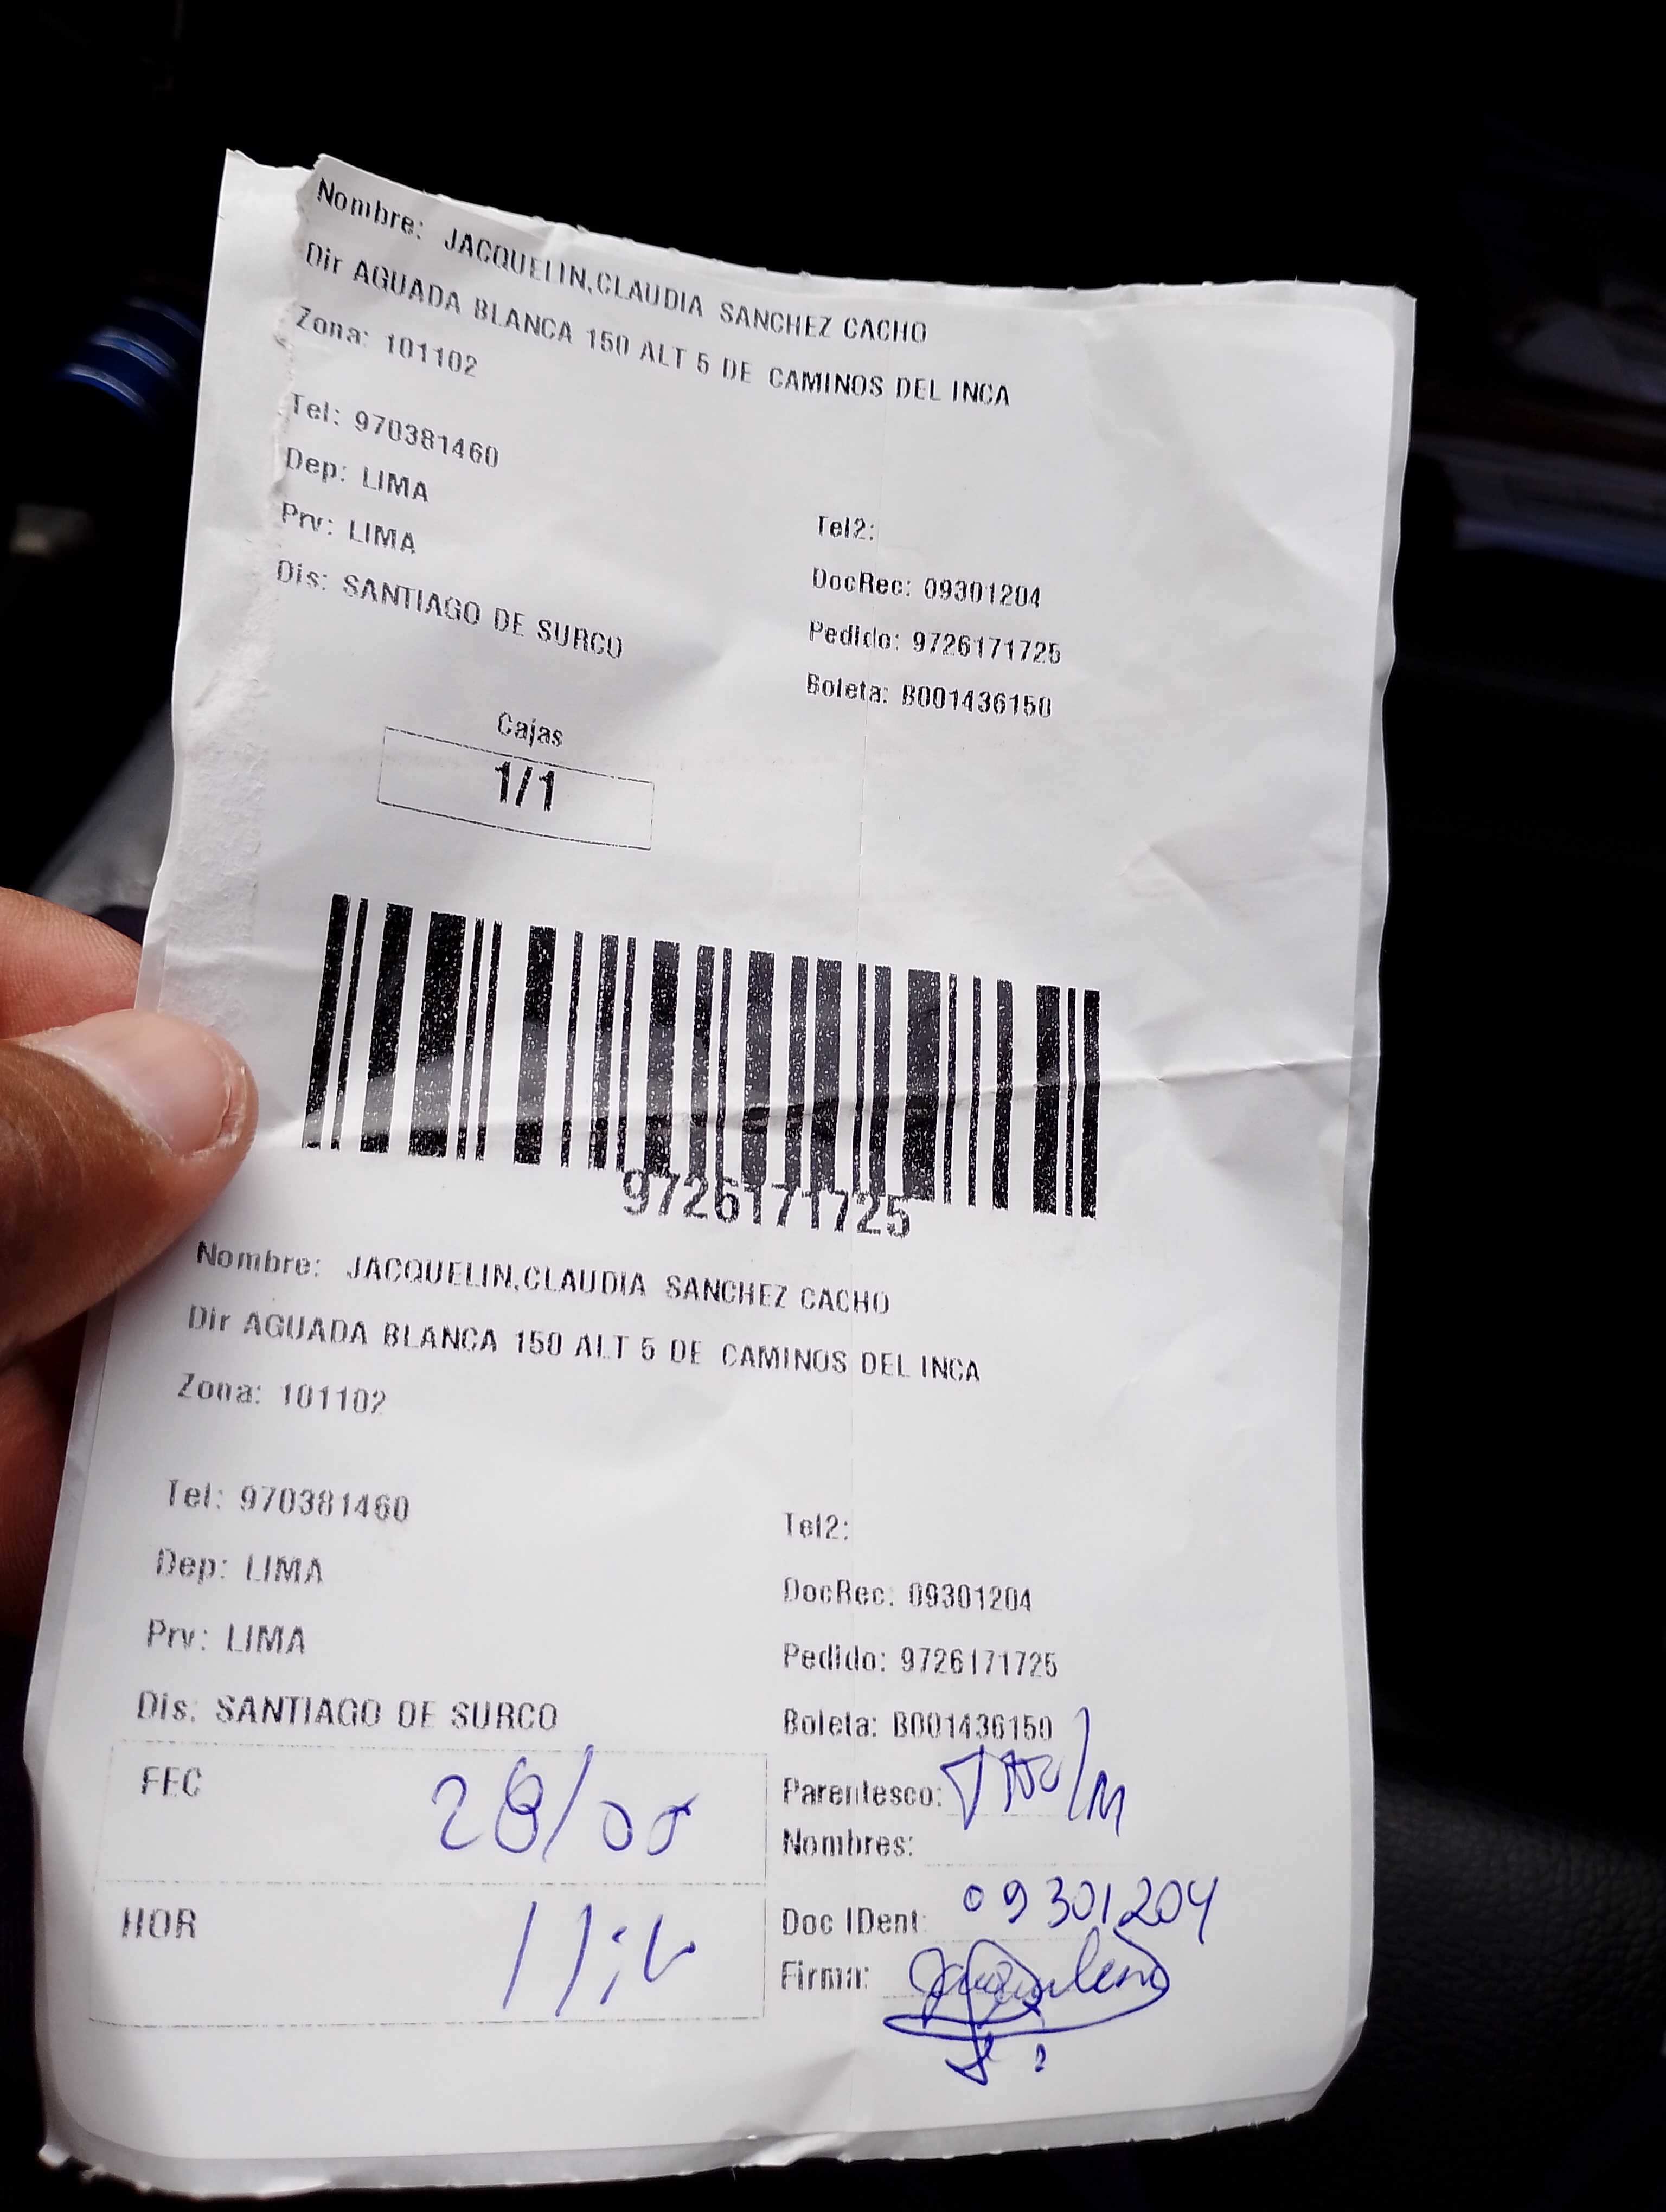 Nombre: JACQUELIN,CLAUDIA SANCHEZ CACHO
Dir AGUADA BLANCA 150 ALT 5 DE CAMINOS DEL INCA
Zona: 101102
Tel: 970381460
Dep: LIMA
Prv: LIMA
Dis: SANTIAGO DE SURCO
Tel2:
DocRec: 09301204
Pedido: 9726171725
Boleta: B001436150
Cajas
1/1
9726171725
Nombre: JACQUELIN,CLAUDIA SANCHEZ CACHO
Dir AGUADA BLANCA 150 ALT 5 DE CAMINOS DEL INCA
Zona: 101102
Tel: 970381460
Dep: LIMA
Prv: LIMA
Dis: SANTIAGO DE SURCO
Tel2:
DocRec: 09301204
Pedido: 9726171725
Boleta: B001436150
FEC 28/05
HOR
Parentesco:
Nombres:
Doc IDent: 09301204
Firma: